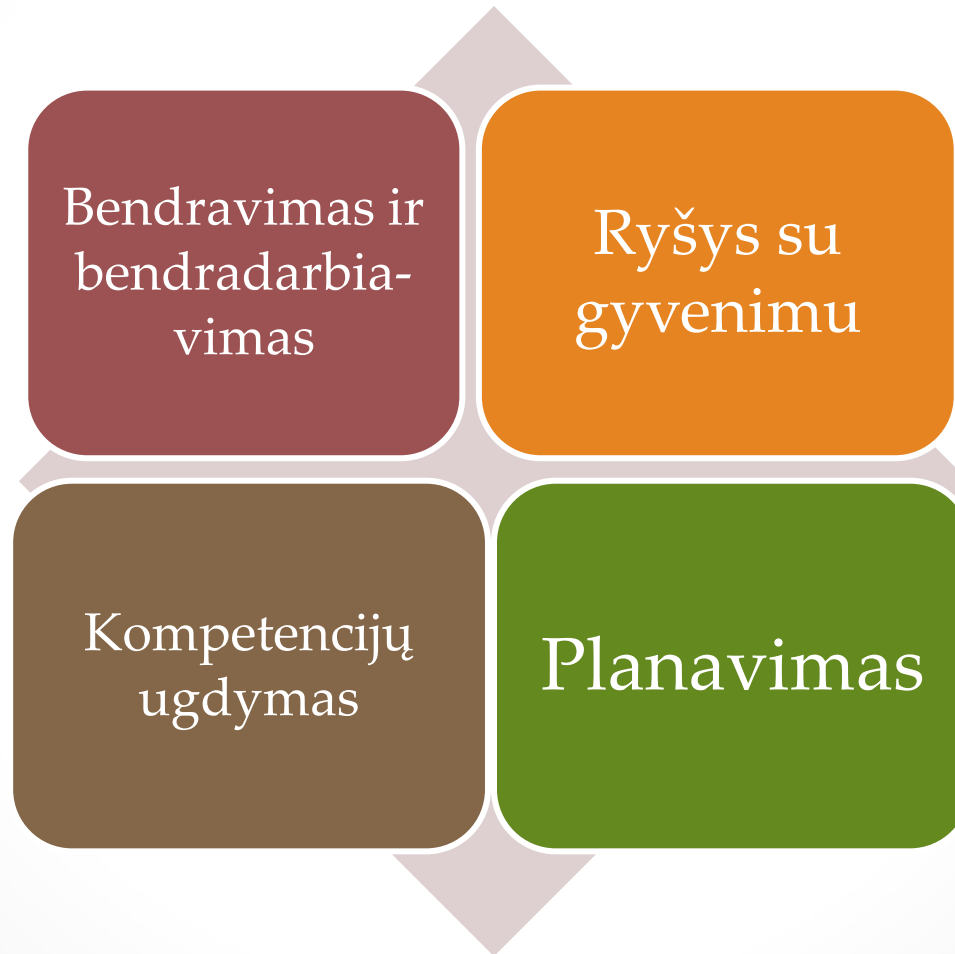 Bendravimas ir
bendradarbia-
vimas
Ryšys su
gyvenimu
Kompetencijų
ugdymas
Planavimas